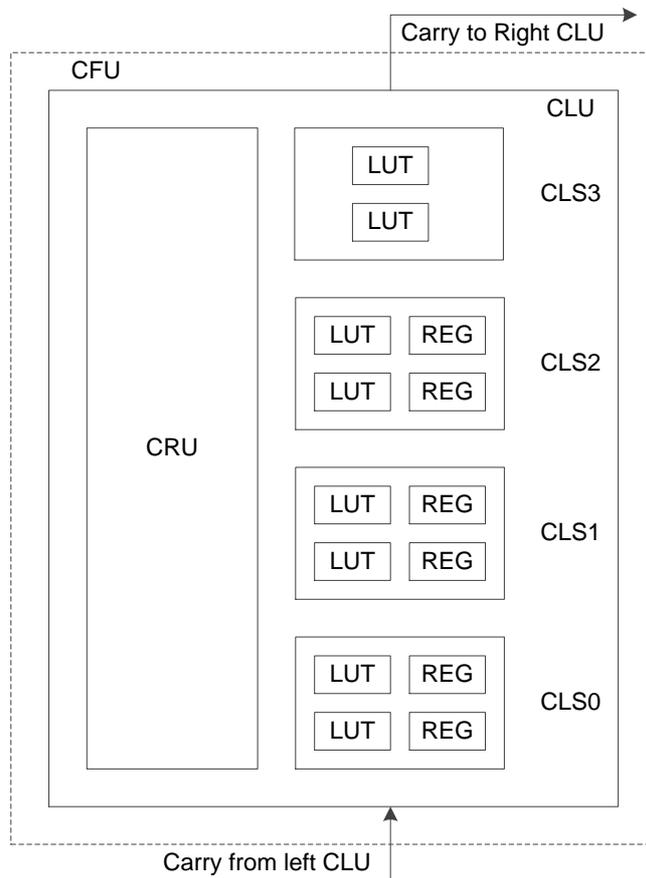 Carry to Right CLU
CFU
CLU
LUT
LUT
CLS3
LUT REG
LUT REG
CLS2
CRU
LUT REG
LUT REG
CLS1
LUT REG
LUT REG
CLS0
Carry from left CLU